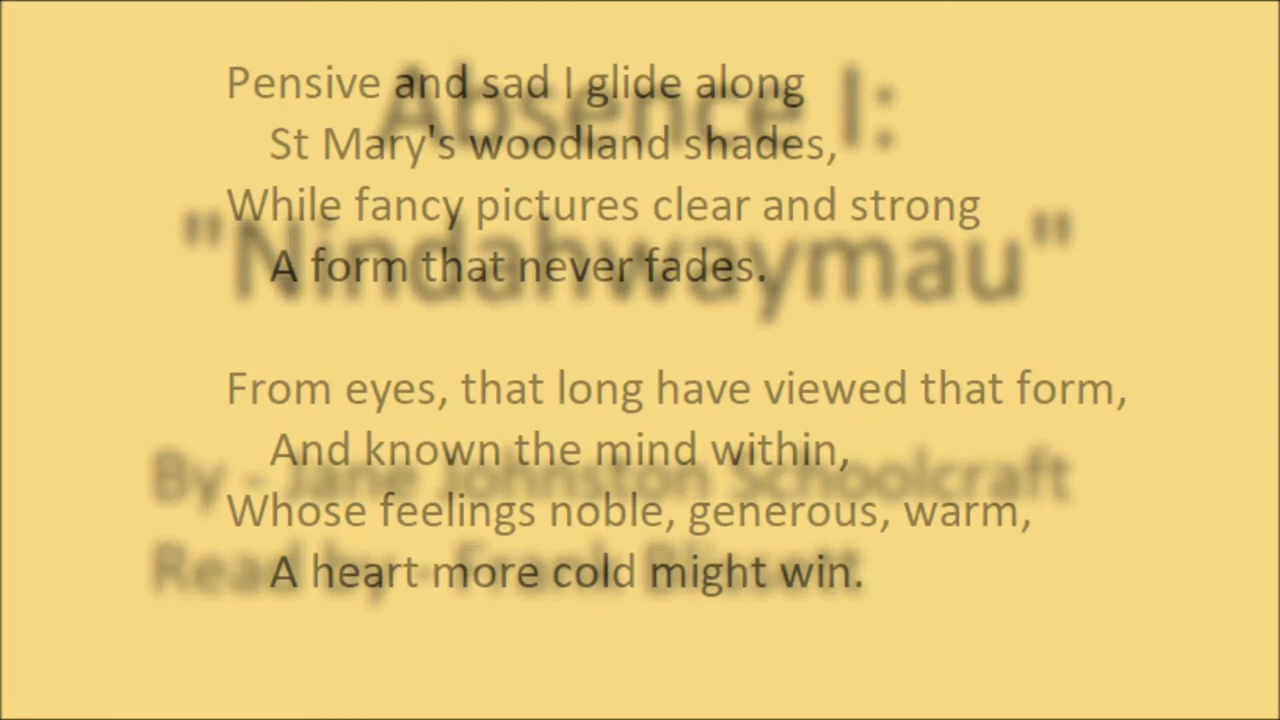 Absence I:
"Nindahwaymau"
By - Jane Johnston Schoolcraft
Read by - Frank Blissett
Pensive and sad I glide along
St Mary's woodland shades,
While fancy pictures clear and strong
A form that never fades.
From eyes, that long have viewed that form,
And known the mind within,
Whose feelings noble, generous, warm,
A heart more cold might win.